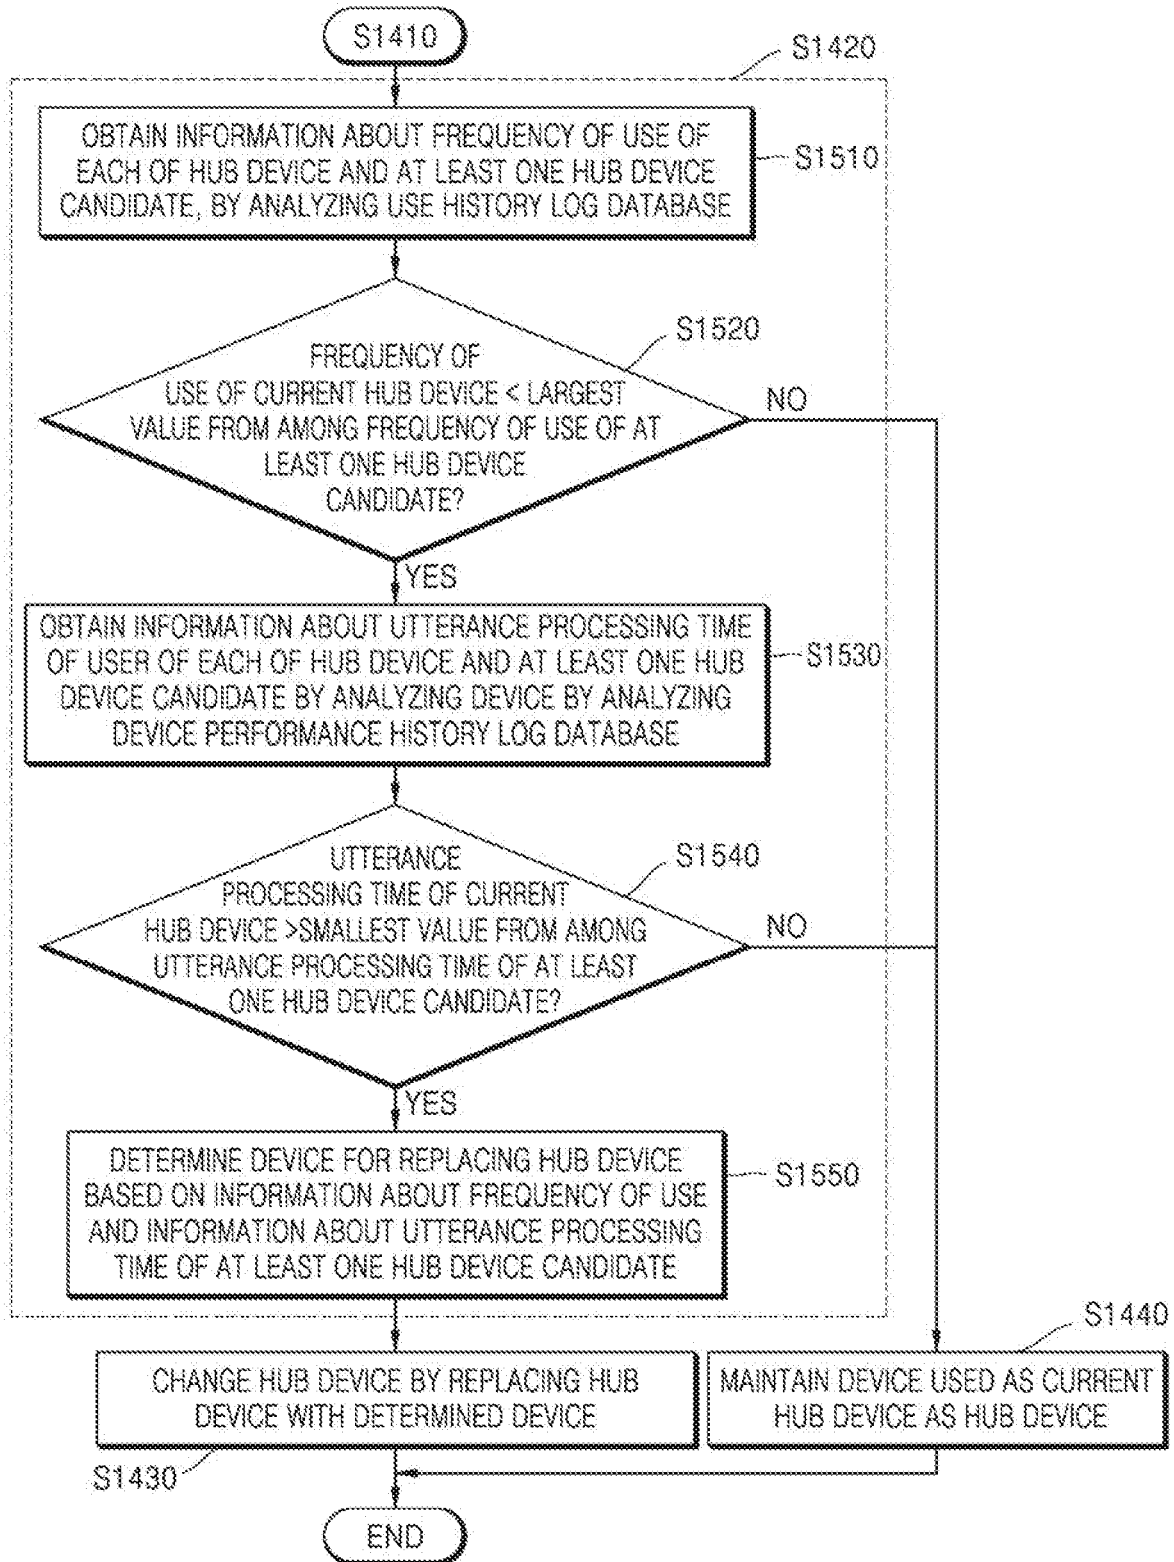 S1410
S1420
OBTAIN INFORMATION ABOUT FREQUENCY OF USE OF
EACH OF HUB DEVICE AND AT LEAST ONE HUB DEVICE
CANDIDATE, BY ANALYZING USE HISTORY LOG DATABASE
S1510
S1520
FREQUENCY OF
USE OF CURRENT HUB DEVICE < LARGEST
VALUE FROM AMONG FREQUENCY OF USE OF AT
LEAST ONE HUB DEVICE
CANDIDATE?
NO
YES
OBTAIN INFORMATION ABOUT UTTERANCE PROCESSING TIME
OF USER OF EACH OF HUB DEVICE AND AT LEAST ONE HUB
DEVICE CANDIDATE BY ANALYZING DEVICE BY ANALYZING
DEVICE PERFORMANCE HISTORY LOG DATABASE
S1530
S1540
UTTERANCE
PROCESSING TIME OF CURRENT
HUB DEVICE >SMALLEST VALUE FROM AMONG
UTTERANCE PROCESSING TIME OF AT LEAST
ONE HUB DEVICE CANDIDATE?
NO
YES
DETERMINE DEVICE FOR REPLACING HUB DEVICE
BASED ON INFORMATION ABOUT FREQUENCY OF USE
AND INFORMATION ABOUT UTTERANCE PROCESSING
TIME OF AT LEAST ONE HUB DEVICE CANDIDATE
S1550
S1440
CHANGE HUB DEVICE BY REPLACING HUB
DEVICE WITH DETERMINED DEVICE
MAINTAIN DEVICE USED AS CURRENT
HUB DEVICE AS HUB DEVICE
S1430
END